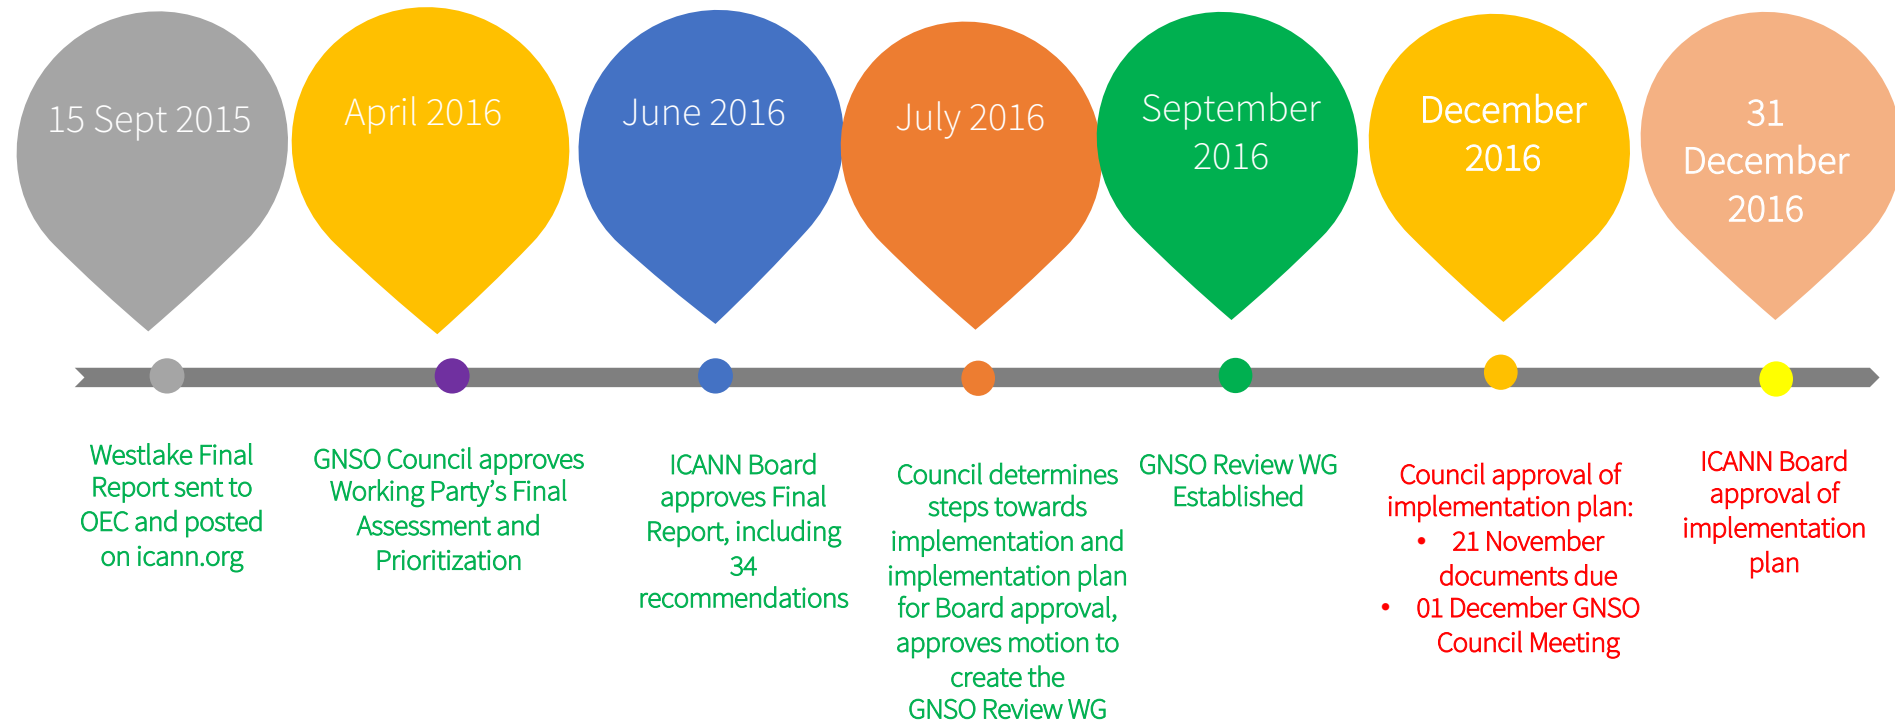 15 Sept 2015
April 2016
June 2016
July 2016
September
2016
December
2016
31
December
2016
Westlake Final
Report sent to
OEC and posted
on icann.org
GNSO Council approves
Working Party’s Final
Assessment and
Prioritization
ICANN Board
approves Final
Report, including
34
recommendations
Council determines
steps towards
implementation and
implementation plan
for Board approval,
approves motion to
create the
GNSO Review WG
GNSO Review WG
Established
Council approval of
implementation plan:
• 21 November
documents due
• 01 December GNSO
Council Meeting
ICANN Board
approval of
implementation
plan